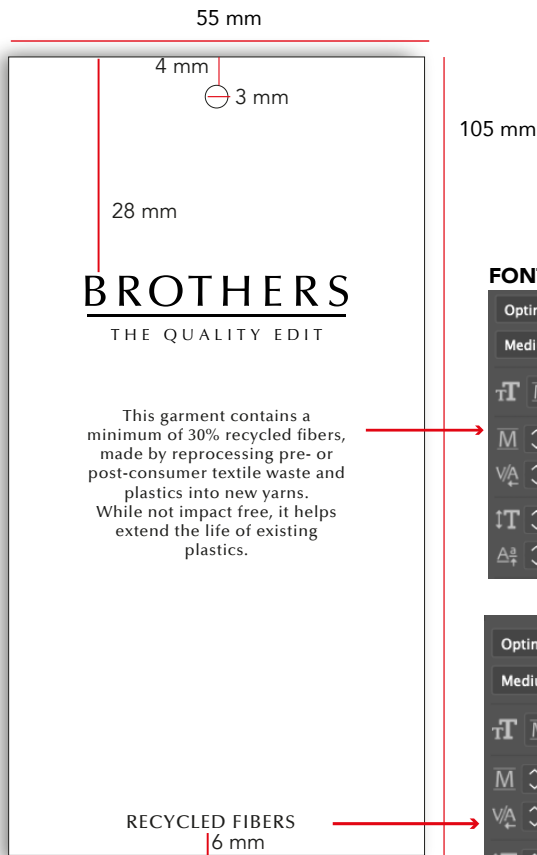 55 mm
4 mm
3 mm
105 mm
28 mm
BROTHERS
THE QUALITY EDIT
This garment contains a
minimum of 30% recycled fibers,
made by reprocessing pre- or
post-consumer textile waste and
plastics into new yarns.
While not impact free, it helps
extend the life of existing
plastics.
RECYCLED FIBERS
6 mm